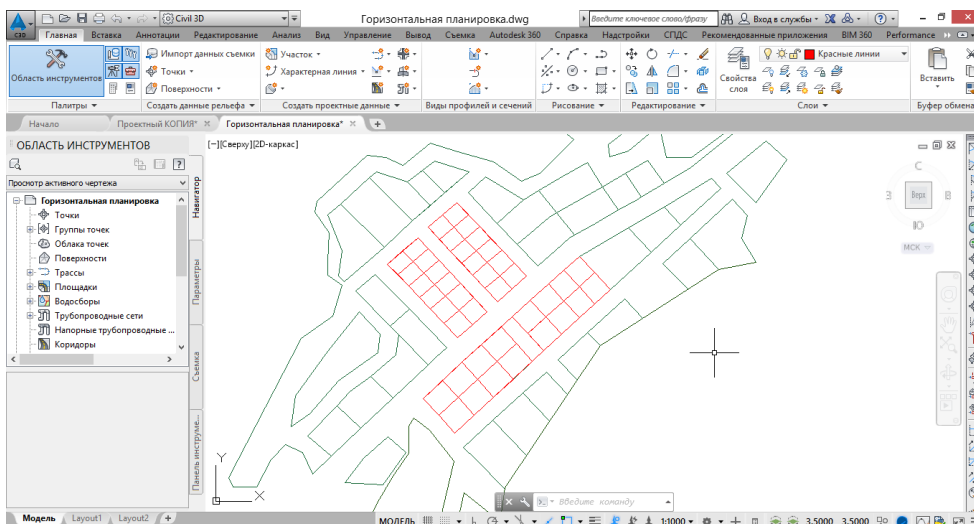 Civil 3D
Горизонтальная планировка.dwg
Введите ключевое слово/фразу
Вход в службы
C3D
Главная Вставка Аннотации Редактирование Анализ Вид Управление Вывод Съемка Autodesk 360 Справка Надстройки СПДС Рекомендованные приложения BIM 360 Performance
Область инструментов
Импорт данных съемки
Точки
Поверхности
Участок
Характерная линия
Свойства
слоя
Красные линии
Вставить
Палитры Создать данные рельефа Создать проектные данные Виды профилей и сечений Рисование Редактирование Слои Буфер обмена
Начало Проектный КОПИЯ* Горизонтальная планировка*
ОБЛАСТЬ ИНСТРУМЕНТОВ
[−][Сверху][2D-каркас]
Просмотр активного чертежа
Горизонтальная планировка
Точки
Группы точек
Облака точек
Поверхности
Трассы
Площадки
Водосборы
Трубопроводные сети
Напорные трубопроводные ...
Коридоры
Навигатор
Параметры
Съемка
Панель инструме...
С
З Верх В
Ю
МСК
Y
X
Введите команду
Модель Layout1 Layout2
МОДЕЛЬ 1:1000 3.5000 3.5000